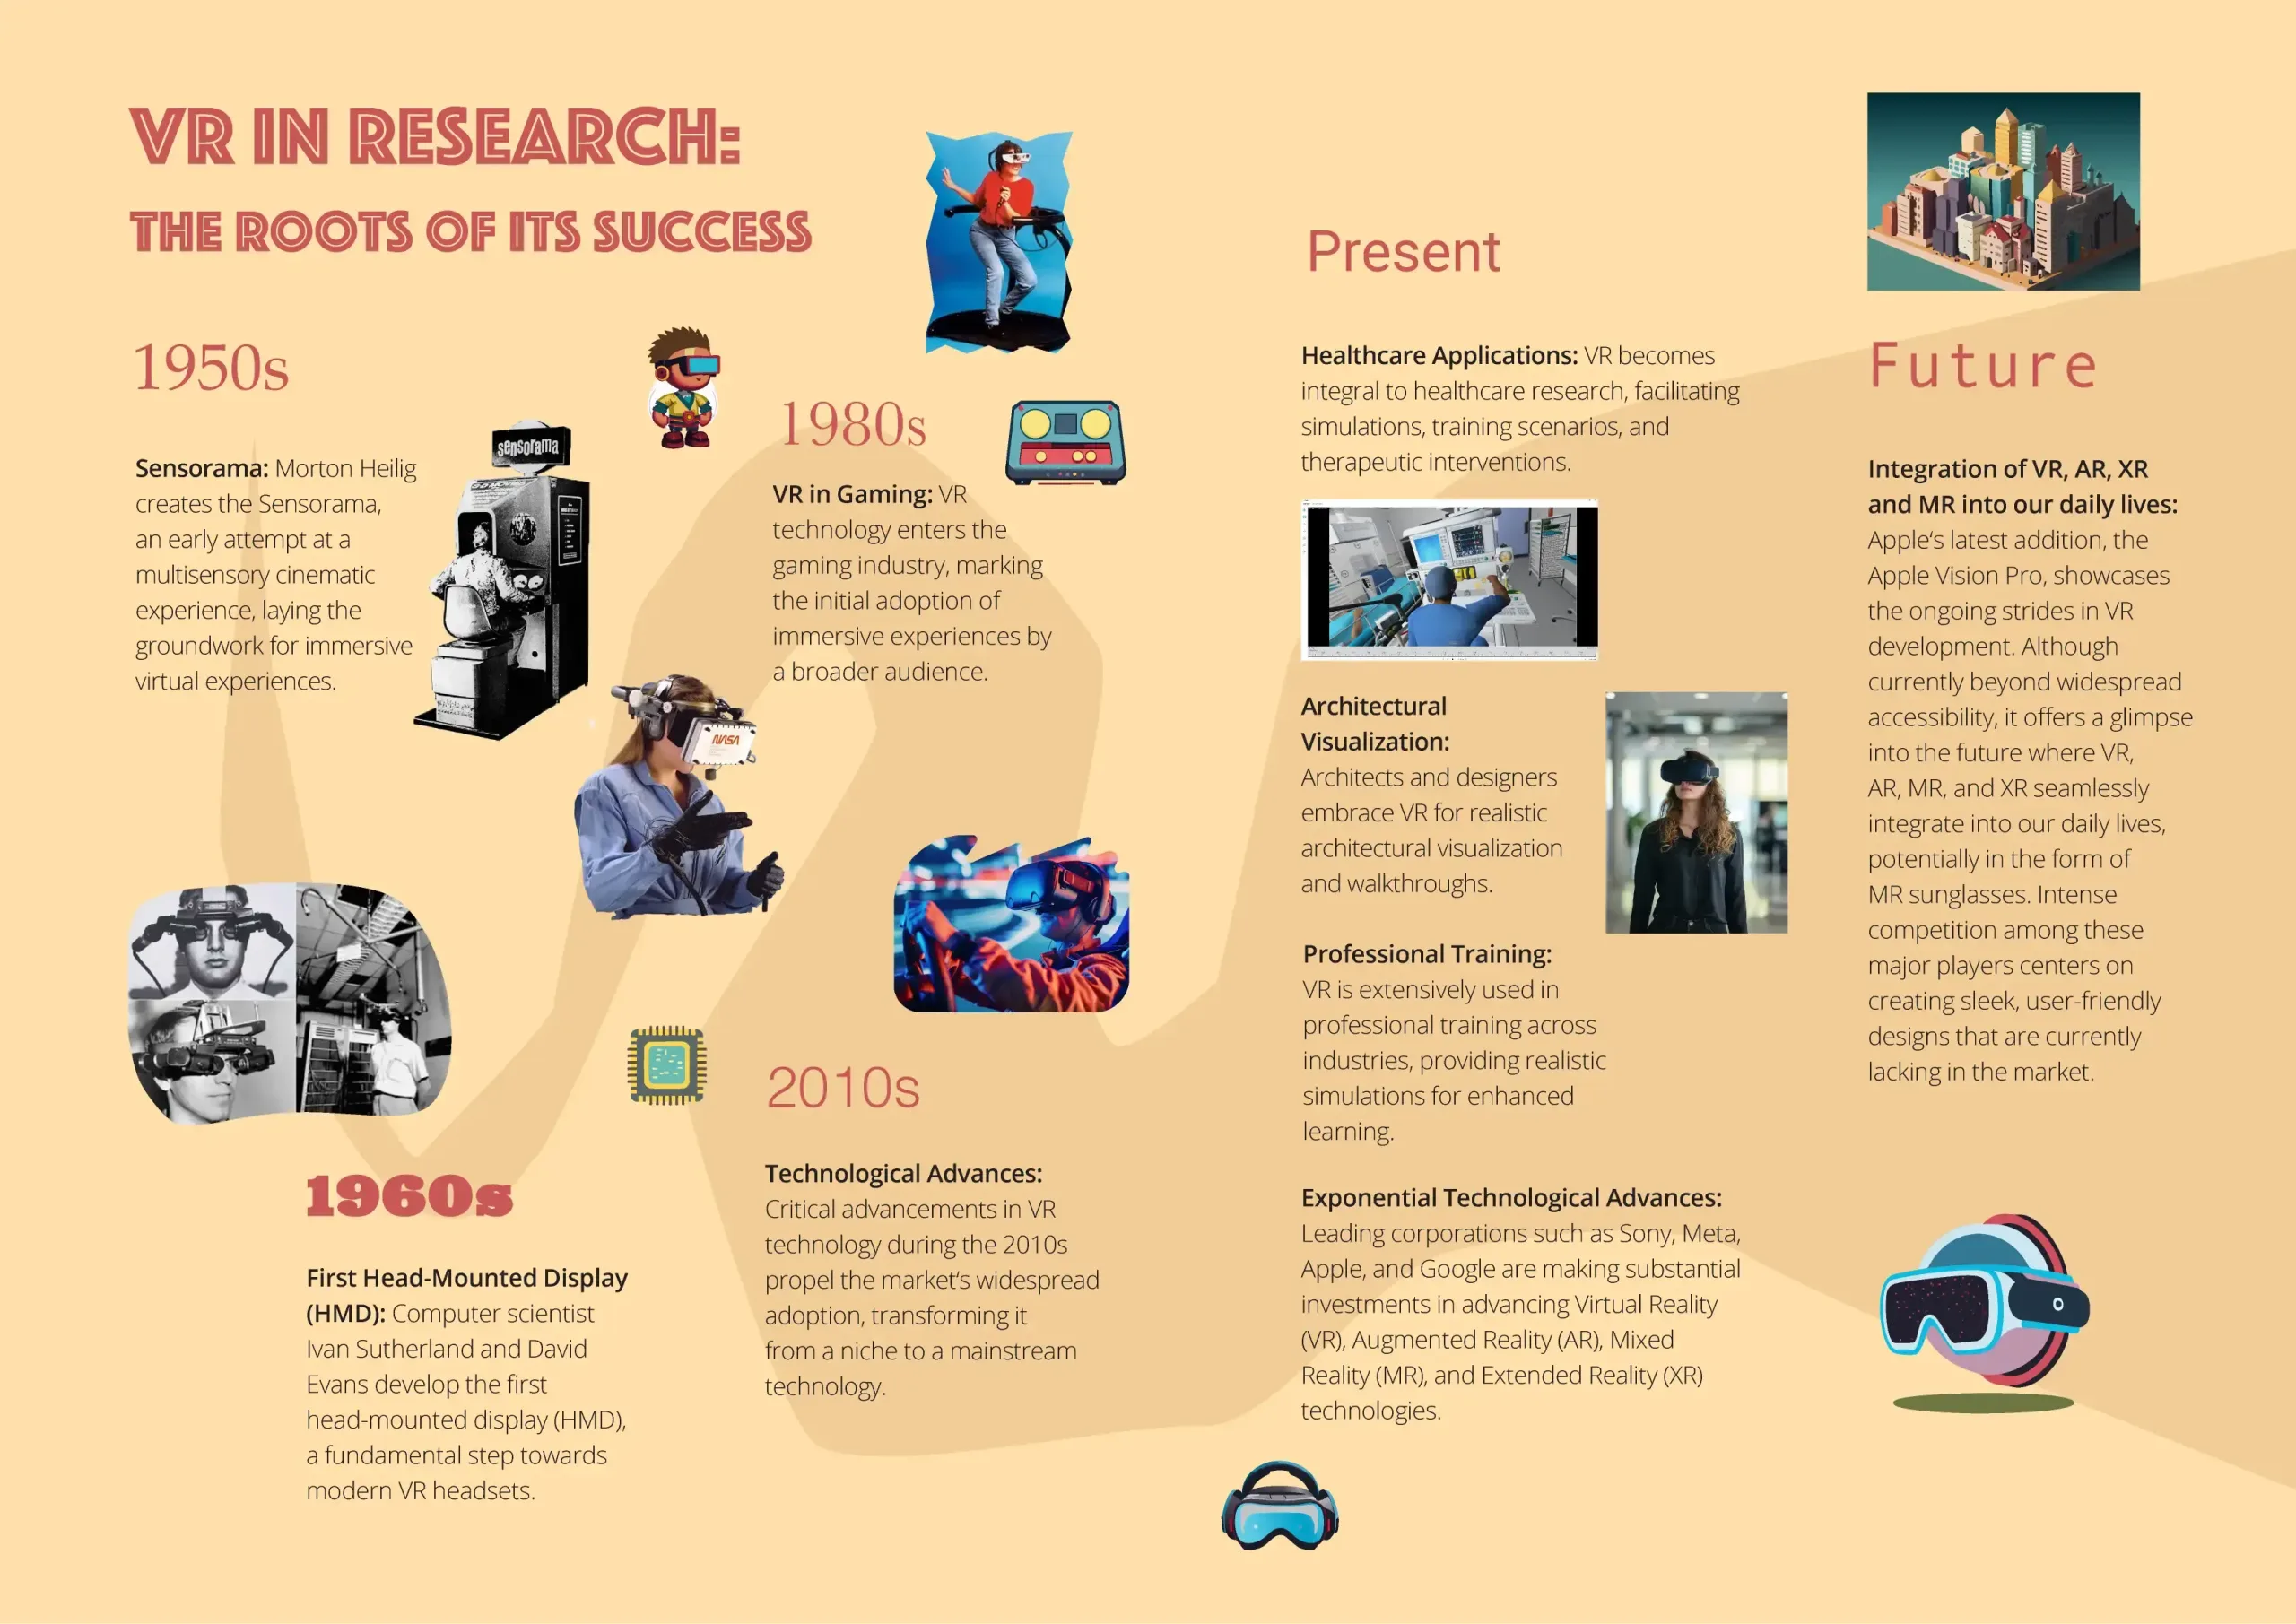 VR IN RESEARCH:
THE ROOTS OF ITS SUCCESS
1950s
Sensorama: Morton Heilig
creates the Sensorama,
an early attempt at a
multisensory cinematic
experience, laying the
groundwork for immersive
virtual experiences.
sensorama
NASA
1960s
First Head-Mounted Display
(HMD): Computer scientist
Ivan Sutherland and David
Evans develop the first
head-mounted display (HMD),
a fundamental step towards
modern VR headsets.
1980s
VR in Gaming: VR
technology enters the
gaming industry, marking
the initial adoption of
immersive experiences by
a broader audience.
2010s
Technological Advances:
Critical advancements in VR
technology during the 2010s
propel the market‘s widespread
adoption, transforming it
from a niche to a mainstream
technology.
Present
Healthcare Applications: VR becomes
integral to healthcare research, facilitating
simulations, training scenarios, and
therapeutic interventions.
Architectural
Visualization:
Architects and designers
embrace VR for realistic
architectural visualization
and walkthroughs.
Professional Training:
VR is extensively used in
professional training across
industries, providing realistic
simulations for enhanced
learning.
Exponential Technological Advances:
Leading corporations such as Sony, Meta,
Apple, and Google are making substantial
investments in advancing Virtual Reality
(VR), Augmented Reality (AR), Mixed
Reality (MR), and Extended Reality (XR)
technologies.
Future
Integration of VR, AR, XR
and MR into our daily lives:
Apple‘s latest addition, the
Apple Vision Pro, showcases
the ongoing strides in VR
development. Although
currently beyond widespread
accessibility, it offers a glimpse
into the future where VR,
AR, MR, and XR seamlessly
integrate into our daily lives,
potentially in the form of
MR sunglasses. Intense
competition among these
major players centers on
creating sleek, user-friendly
designs that are currently
lacking in the market.